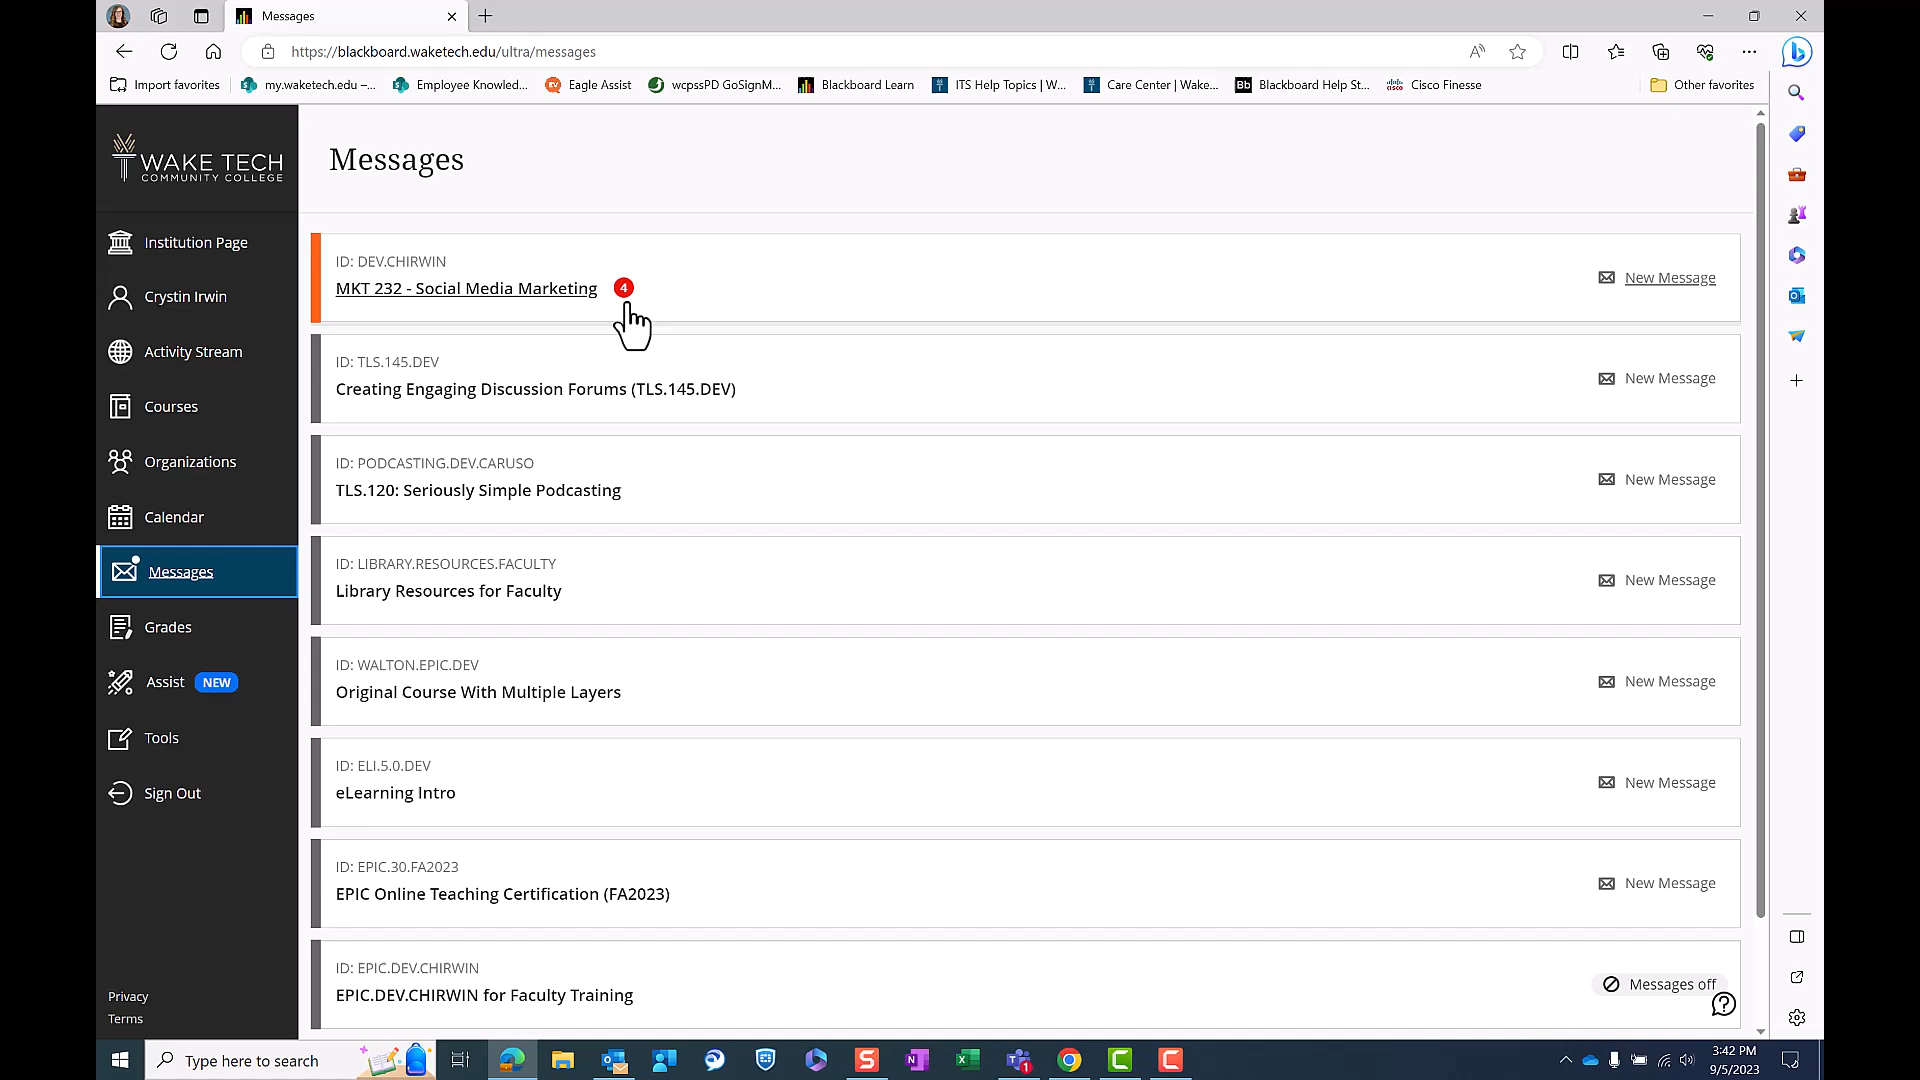 Messages
https://blackboard.waketech.edu/ultra/messages
Import favorites
my.waketech.edu –...
Employee Knowled...
Eagle Assist
wcpssPD GoSignM...
Blackboard Learn
ITS Help Topics | W...
Care Center | Wake...
Bb Blackboard Help St...
Cisco Finesse
Other favorites
WAKE TECH
COMMUNITY COLLEGE
Institution Page
Crystin Irwin
Activity Stream
Courses
Organizations
Calendar
Messages
Grades
Assist NEW
Tools
Sign Out
Privacy
Terms
Messages
ID: DEV.CHIRWIN
MKT 232 - Social Media Marketing 4
New Message
ID: TLS.145.DEV
Creating Engaging Discussion Forums (TLS.145.DEV)
New Message
ID: PODCASTING.DEV.CARUSO
TLS.120: Seriously Simple Podcasting
New Message
ID: LIBRARY.RESOURCES.FACULTY
Library Resources for Faculty
New Message
ID: WALTON.EPIC.DEV
Original Course With Multiple Layers
New Message
ID: ELI.5.0.DEV
eLearning Intro
New Message
ID: EPIC.30.FA2023
EPIC Online Teaching Certification (FA2023)
New Message
ID: EPIC.DEV.CHIRWIN
EPIC.DEV.CHIRWIN for Faculty Training
Messages off
Type here to search
3:42 PM
9/5/2023